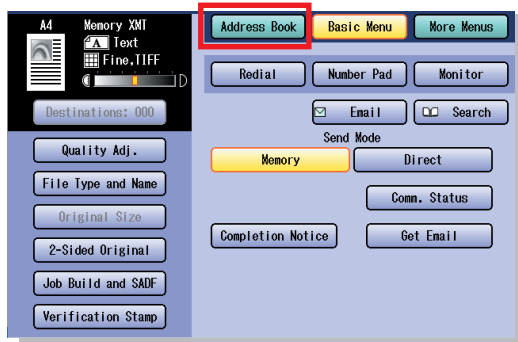 A4 Memory XMT
A Text
Fine,TIFF
D
Destinations: 000
Quality Adj.
File Type and Name
Original Size
2-Sided Original
Job Build and SADF
Verification Stamp
Address Book Basic Menu More Menus
Redial Number Pad Monitor
Email Search
Send Mode
Memory Direct
Comm. Status
Completion Notice Get Email